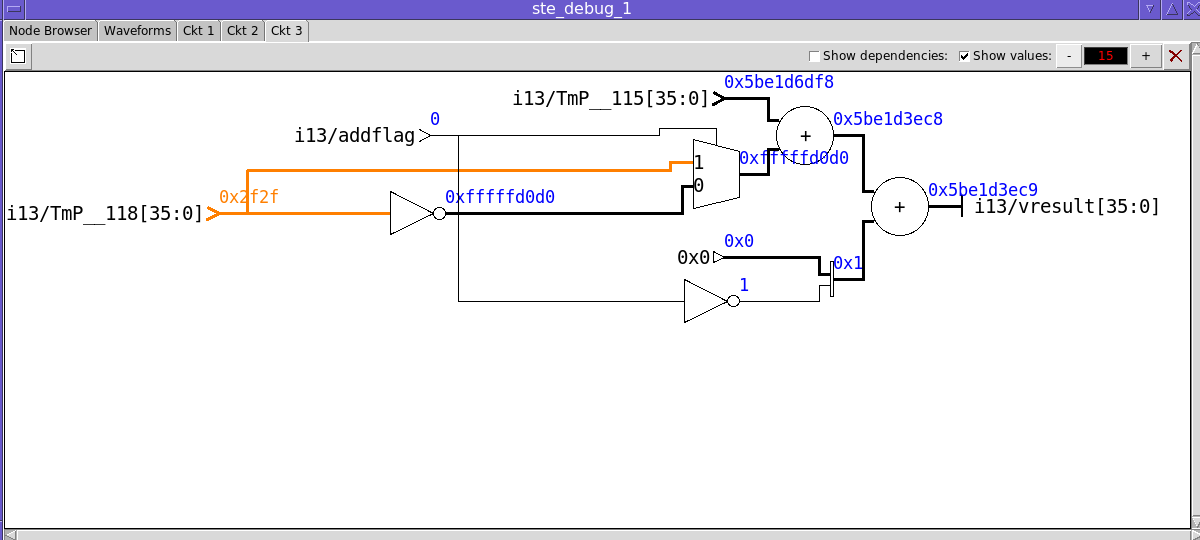 ste_debug_1
Node Browser Waveforms Ckt 1 Ckt 2 Ckt 3
Show dependencies: Show values: - 15 +
0x5be1d6df8
i13/TmP__115[35:0]
0
0x5be1d3ec8
i13/addflag
+
1
0xfffffd0d0
0
0x2f2f
0xfffffd0d0
0x5be1d3ec9
i13/TmP__118[35:0]
+
i13/vresult[35:0]
0x0
0x0
0x1
1